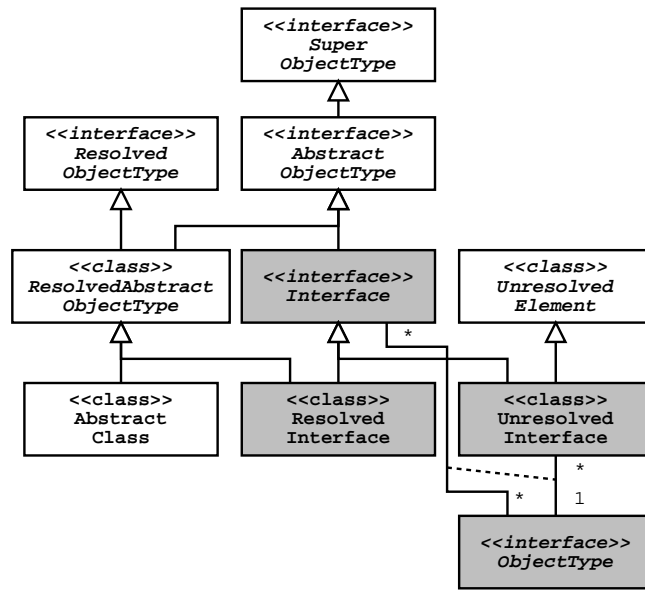 <<interface>>
Super
ObjectType
<<interface>>
Resolved
ObjectType
<<interface>>
Abstract
ObjectType
<<class>>
ResolvedAbstract
ObjectType
<<interface>>
Interface
<<class>>
Unresolved
Element
*
<<class>>
Abstract
Class
<<class>>
Resolved
Interface
<<class>>
Unresolved
Interface
*
*
1
<<interface>>
ObjectType